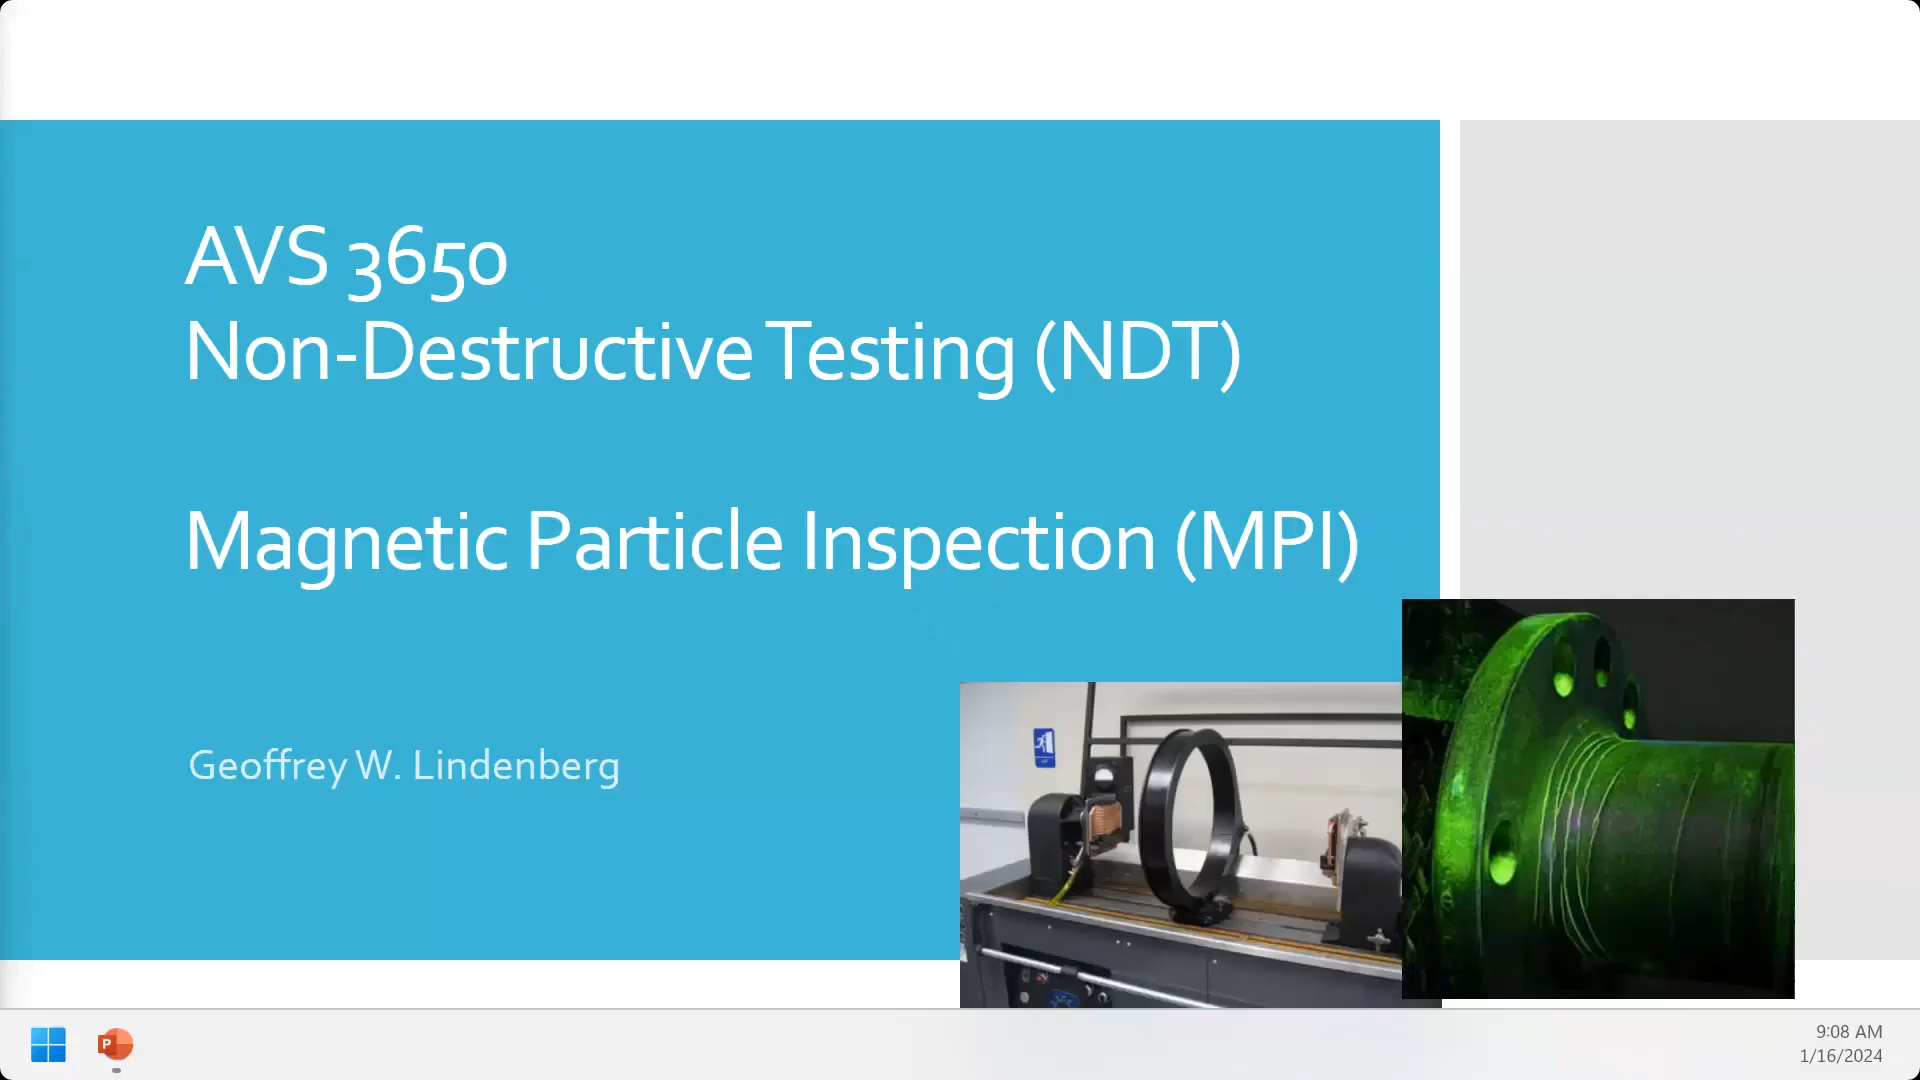 AVS 3650
Non-Destructive Testing (NDT)
Magnetic Particle Inspection (MPI)
Geoffrey W. Lindenberg
P
9:08 AM
1/16/2024